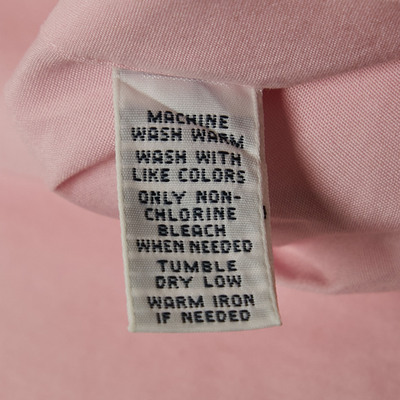 MACHINE
WASH WARM
WASH WITH
LIKE COLORS
ONLY NON-
CHLORINE
BLEACH
WHEN NEEDED
TUMBLE
DRY LOW
WARM IRON
IF NEEDED